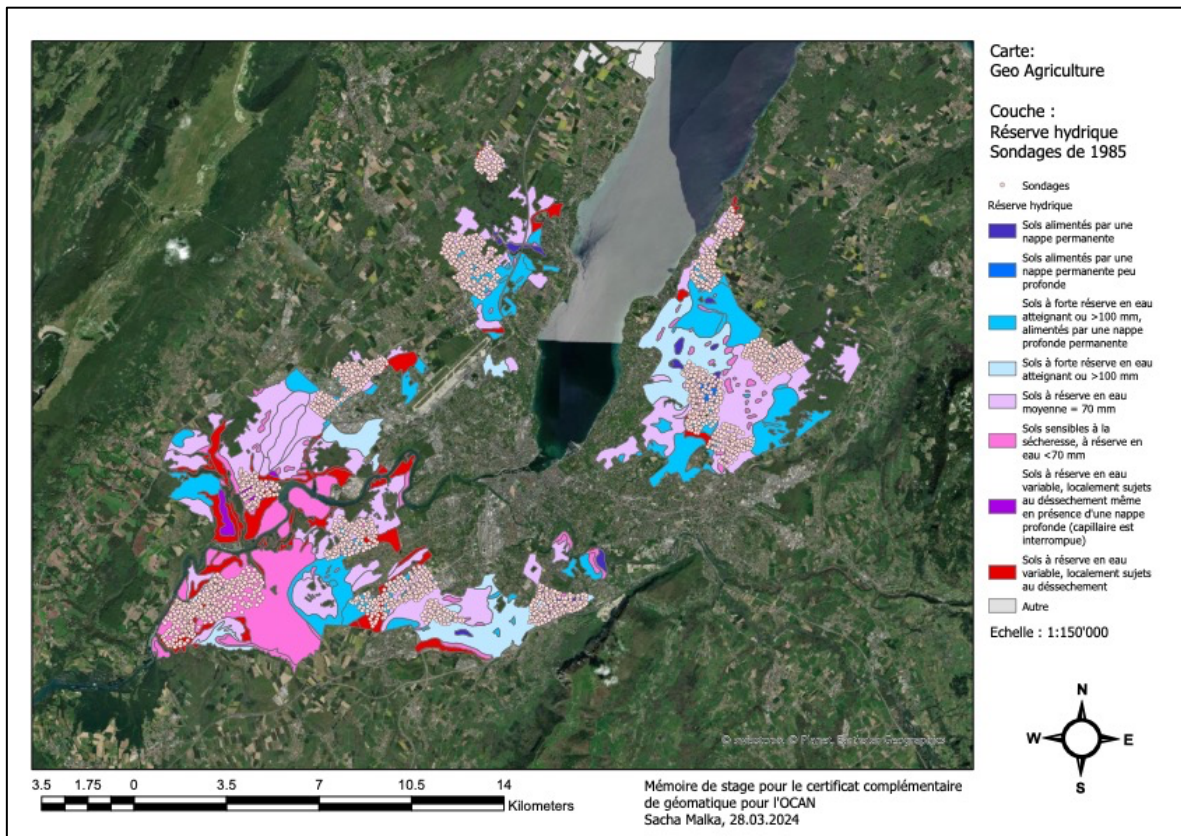 Carte:
Geo Agriculture
Couche :
Réserve hydrique
Sondages de 1985
Sondages
Réserve hydrique
Sols alimentés par une
nappe permanente
Sols alimentés par une
nappe permanente peu
profonde
Sols à forte réserve en eau
atteignant ou >100 mm,
alimentés par une nappe
profonde permanente
Sols à forte réserve en eau
atteignant ou >100 mm
Sols à réserve en eau
moyenne = 70 mm
Sols sensibles à la
sécheresse, à réserve en
eau <70 mm
Sols à réserve en eau
variable, localement sujets
au déssechement même
en présence d'une nappe
profonde (capillaire est
interrompue)
Sols à réserve en eau
variable, localement sujets
au déssechement
Autre
Echelle : 1:150'000
N
W
E
S
© swisstopo, © Planet, Earthstar Geographics
3.5 1.75 0 3.5 7 10.5 14
Kilometers
Mémoire de stage pour le certificat complémentaire
de géomatique pour l'OCAN
Sacha Malka, 28.03.2024